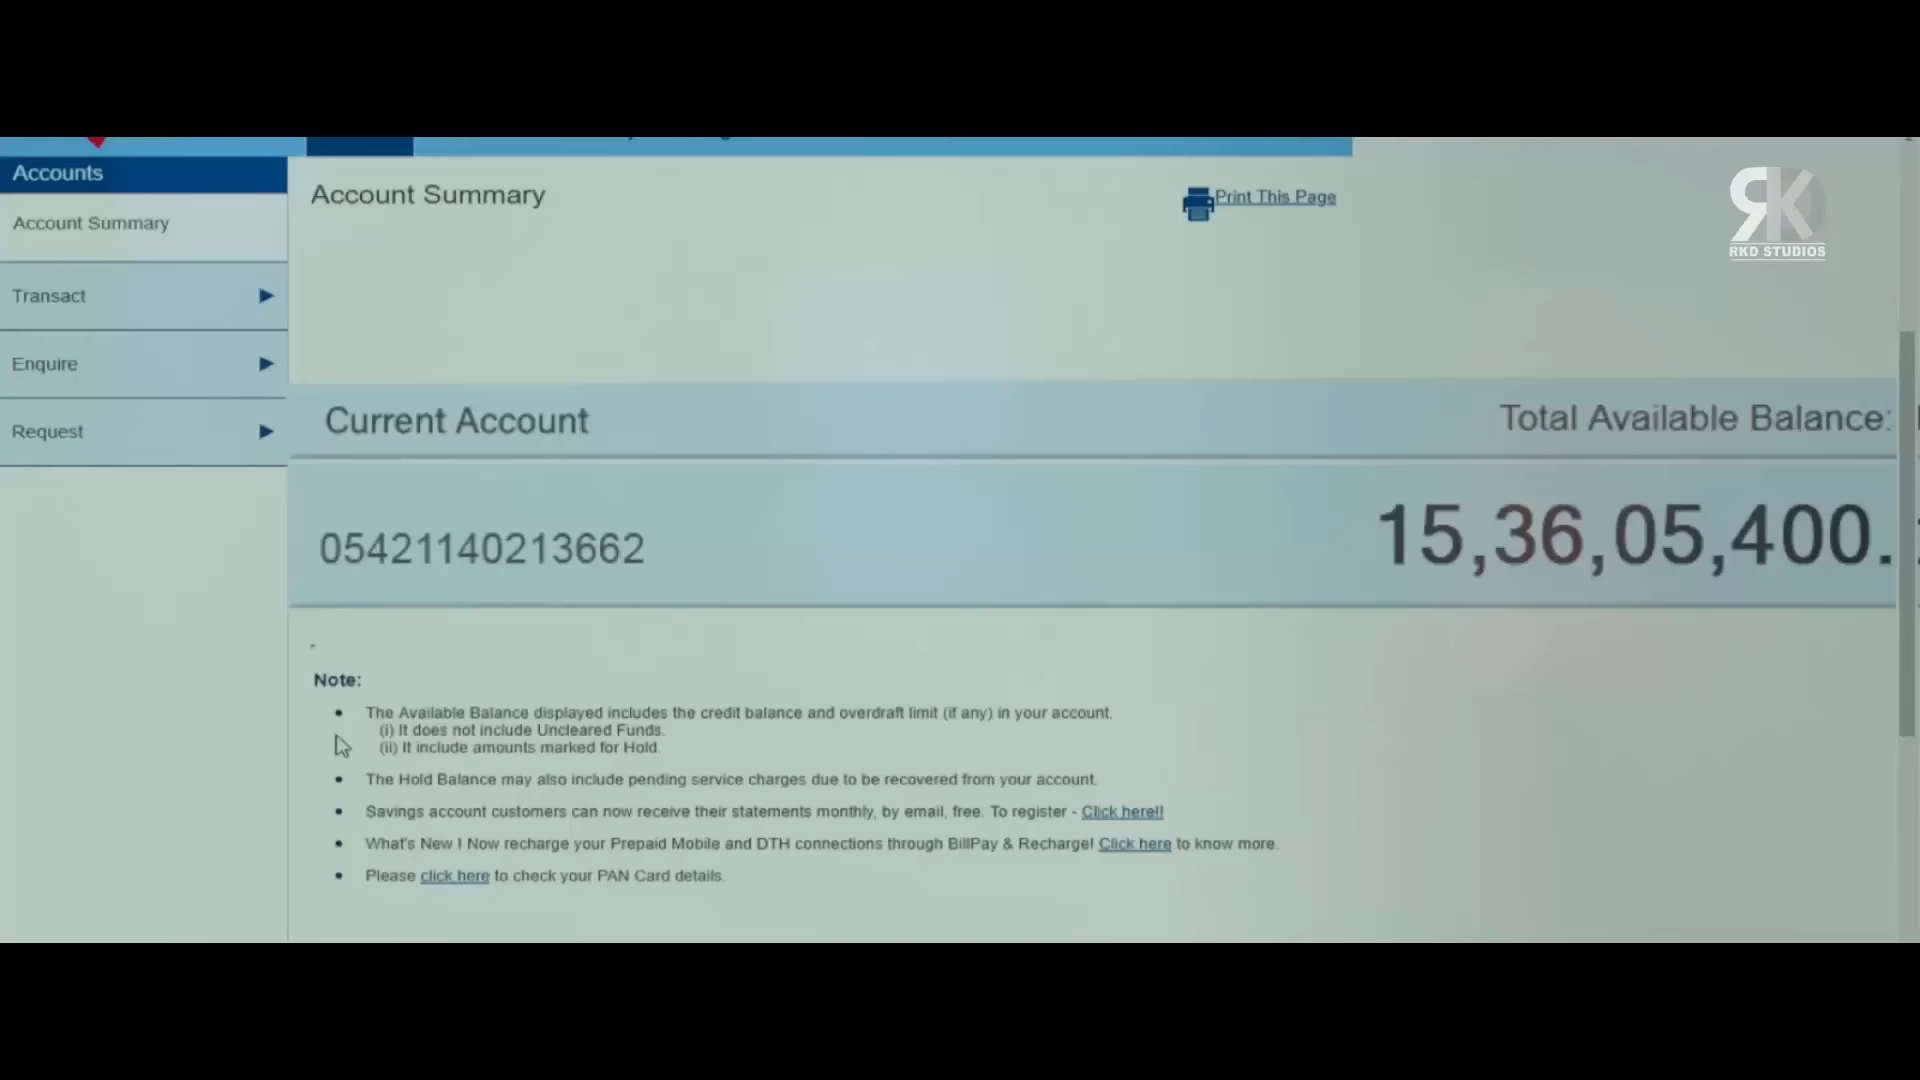 Accounts
Account Summary
Print This Page
RKD STUDIOS
Account Summary
Transact
Enquire
Request
Current Account
Total Available Balance:
05421140213662
15,36,05,400.
Note:
• The Available Balance displayed includes the credit balance and overdraft limit (if any) in your account.
(i) It does not include Uncleared Funds.
(ii) It include amounts marked for Hold.
• The Hold Balance may also include pending service charges due to be recovered from your account.
• Savings account customers can now receive their statements monthly, by email, free. To register - Click here!!
• What's New ! Now recharge your Prepaid Mobile and DTH connections through BillPay & Recharge! Click here to know more.
• Please click here to check your PAN Card details.